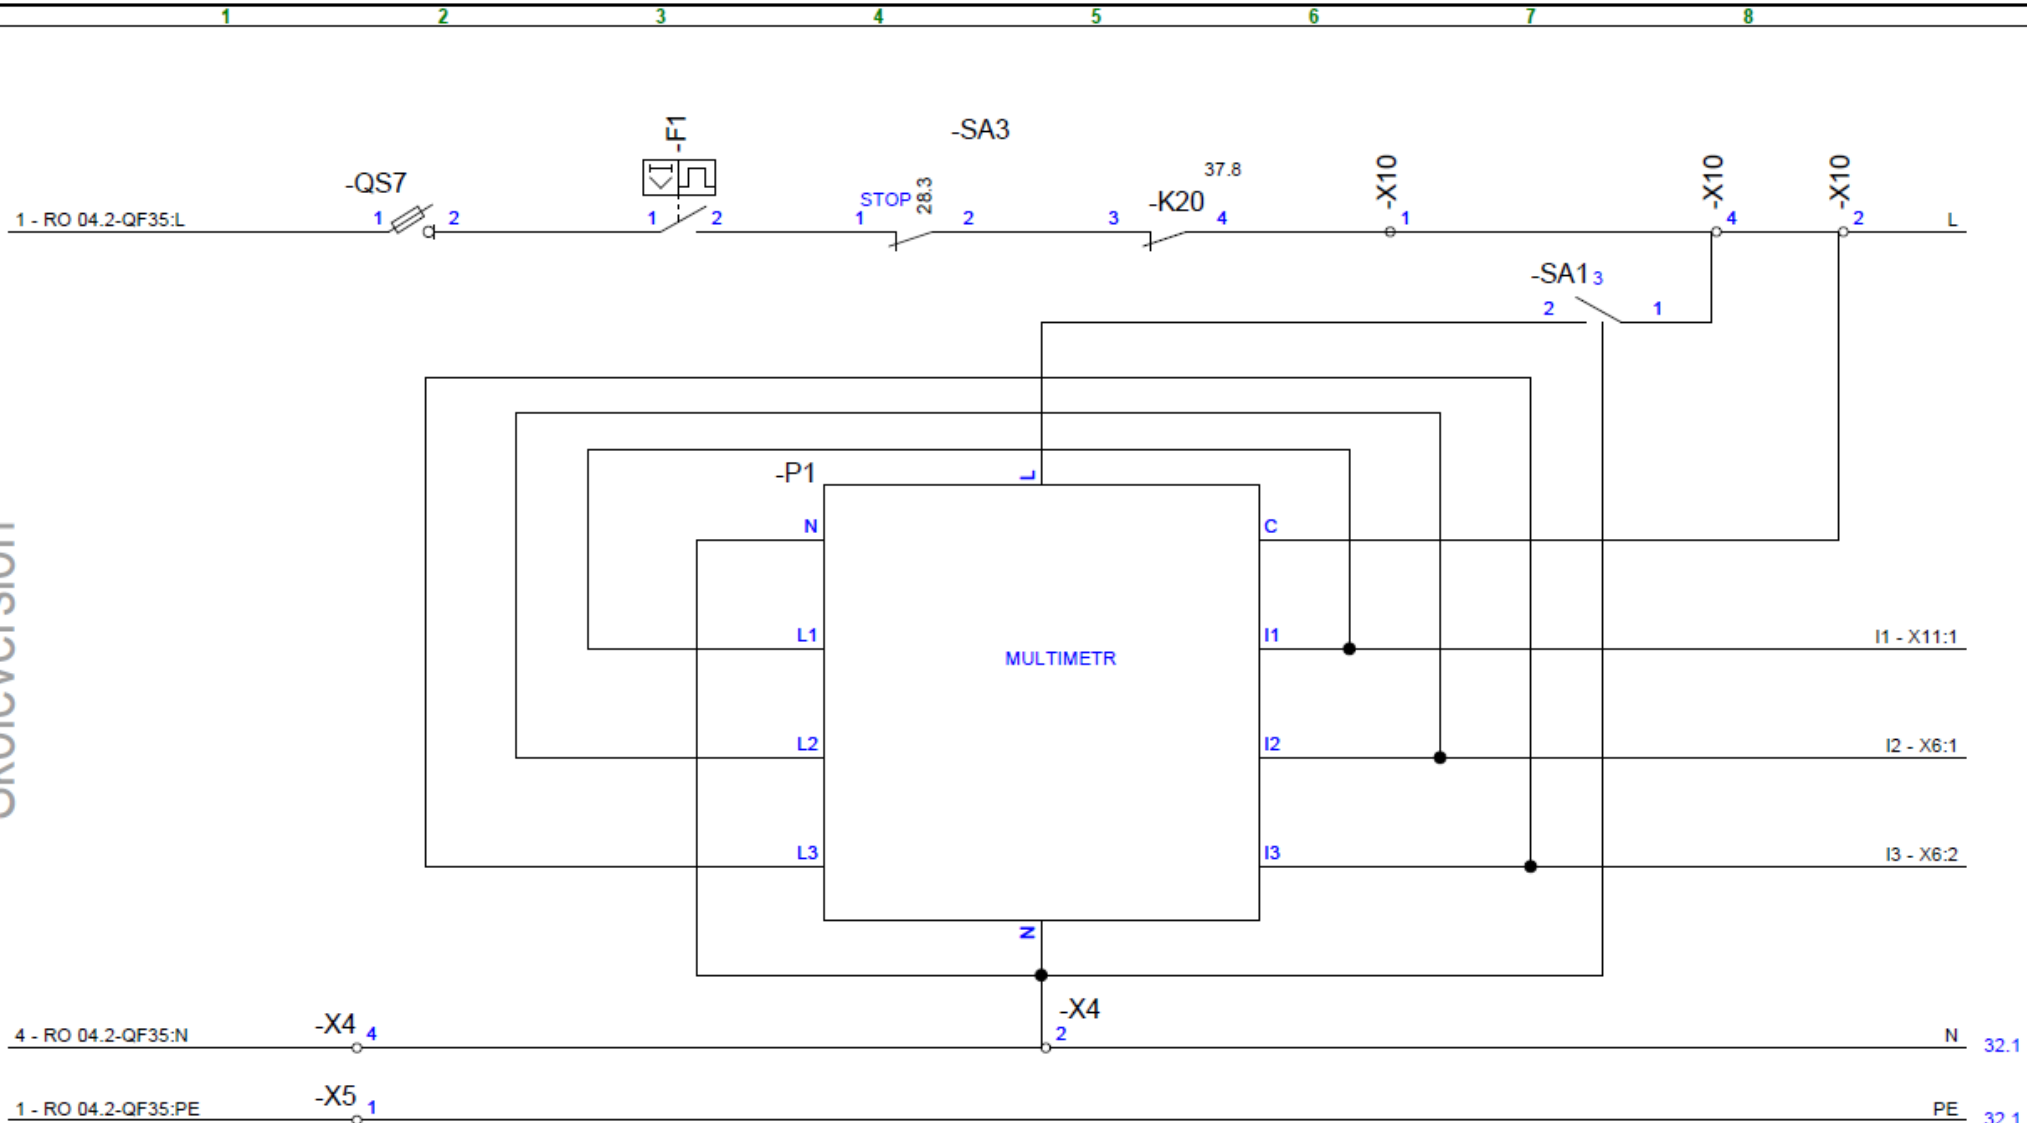 1 2 3 4 5 6 7 8
-F1
-SA3
37.8
-QS7
STOP 28.3
-K20
-X10
-X10
-X10
1 - RO 04.2-QF35:L
1 2
1 2
1 2
3 4
1
4
2
L
-SA1 3
2 1
-P1
L
N C
L1 I1
MULTIMETR
I1 - X11:1
L2 I2
I2 - X6:1
L3 I3
I3 - X6:2
N
-X4
-X4 4
2
4 - RO 04.2-QF35:N
N 32.1
-X5 1
1 - RO 04.2-QF35:PE
PE 32.1